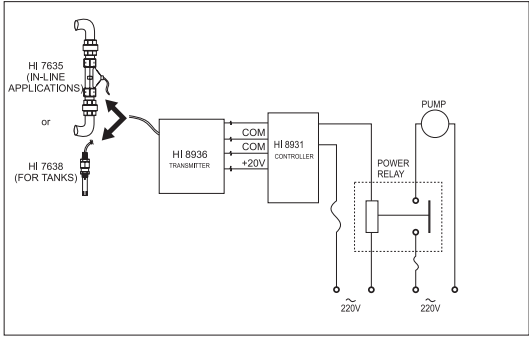 HI 7635
(IN-LINE
APPLICATIONS)
or
HI 7638
(FOR TANKS)
HI 8936
TRANSMITTER
COM
COM
+20V
HI 8931
CONTROLLER
PUMP
POWER
RELAY
220V
220V